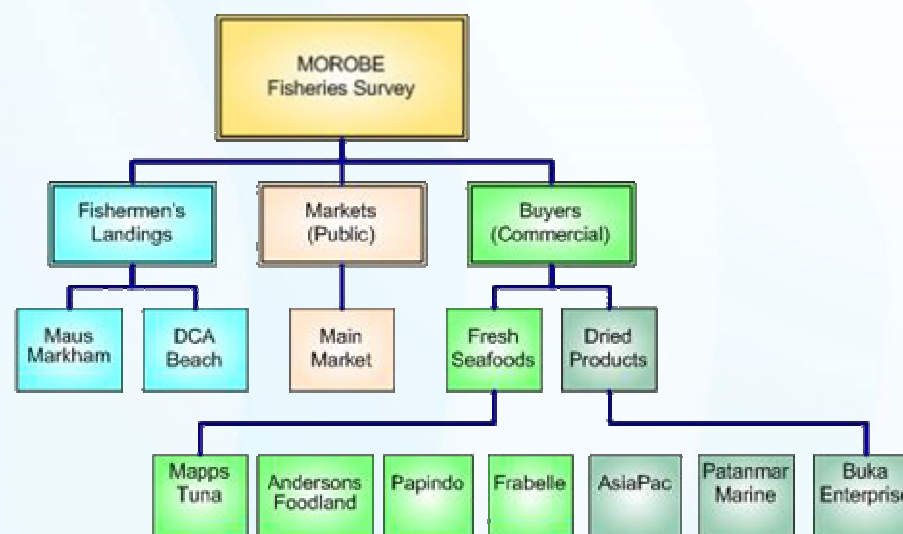 MOROBE
Fisheries Survey
Fishermen's
Landings
Markets
(Public)
Buyers
(Commercial)
Maus
Markham
DCA
Beach
Main
Market
Fresh
Seafoods
Dried
Products
Mapps
Tuna
Andersons
Foodland
Papindo
Frabelle
AsiaPac
Patanmar
Marine
Buka
Enterprise